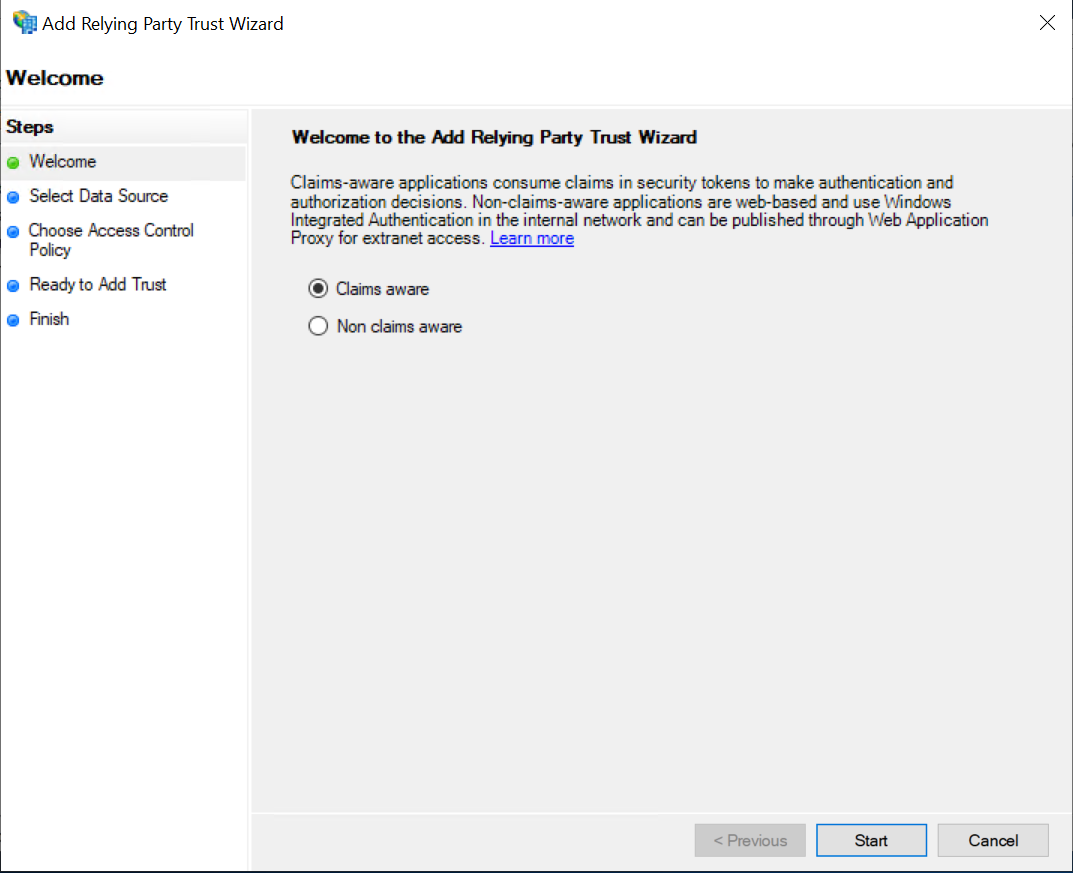 Add Relying Party Trust Wizard
Welcome
Steps
Welcome
Select Data Source
Choose Access Control
Policy
Ready to Add Trust
Finish
Welcome to the Add Relying Party Trust Wizard
Claims-aware applications consume claims in security tokens to make authentication and
authorization decisions. Non-claims-aware applications are web-based and use Windows
Integrated Authentication in the internal network and can be published through Web Application
Proxy for extranet access. Learn more
Claims aware
Non claims aware
< Previous
Start
Cancel